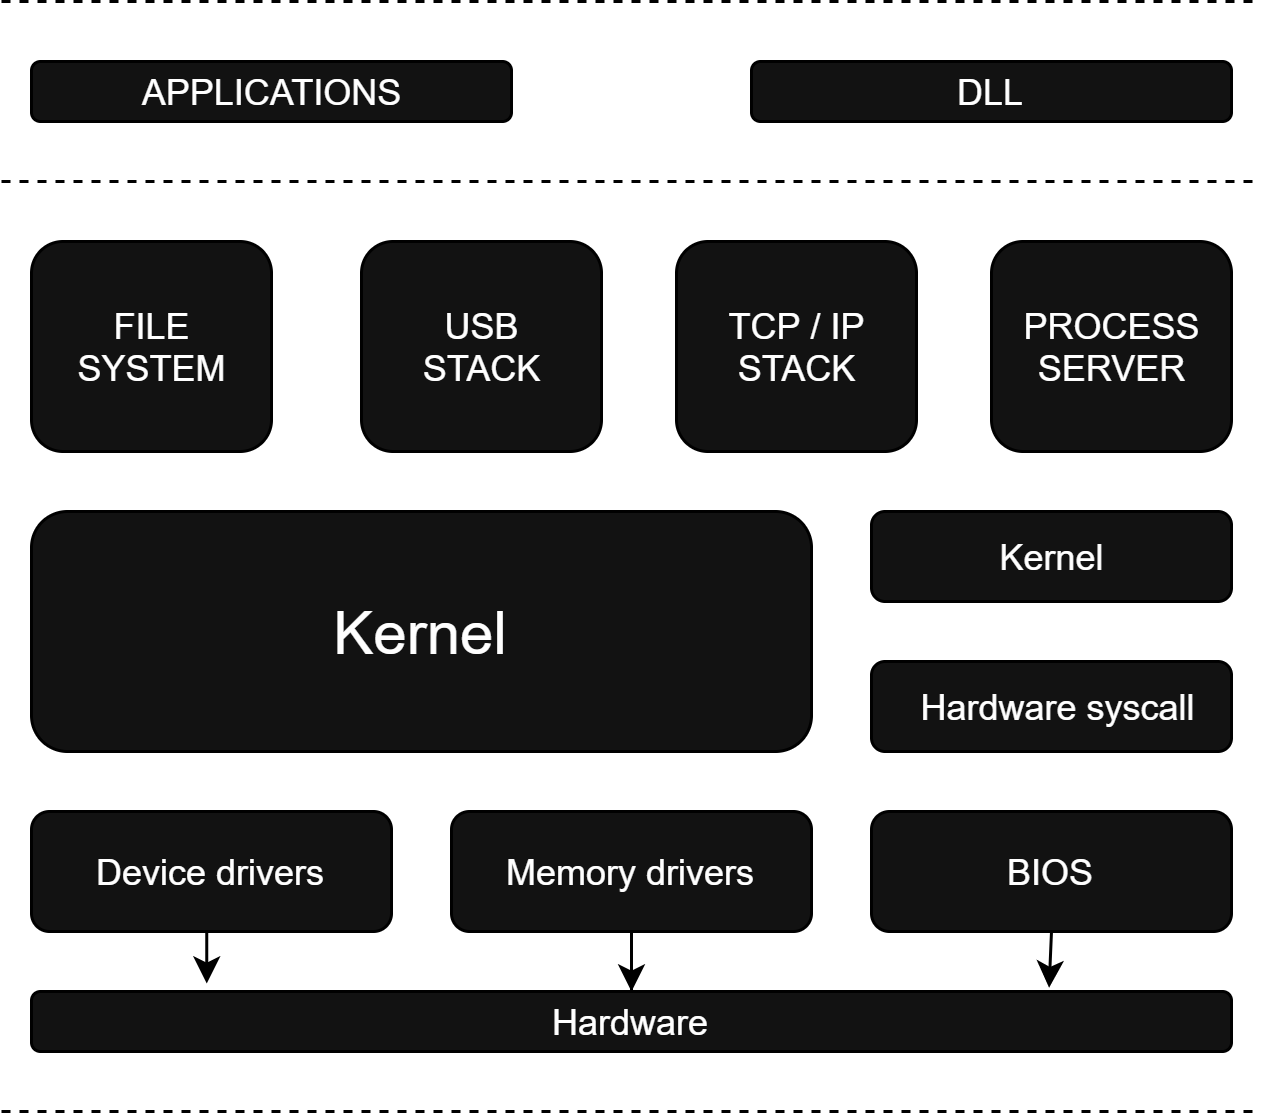 APPLICATIONS
DLL
FILE
SYSTEM
USB
STACK
TCP / IP
STACK
PROCESS
SERVER
Kernel
Kernel
Hardware syscall
Device drivers
Memory drivers
BIOS
Hardware